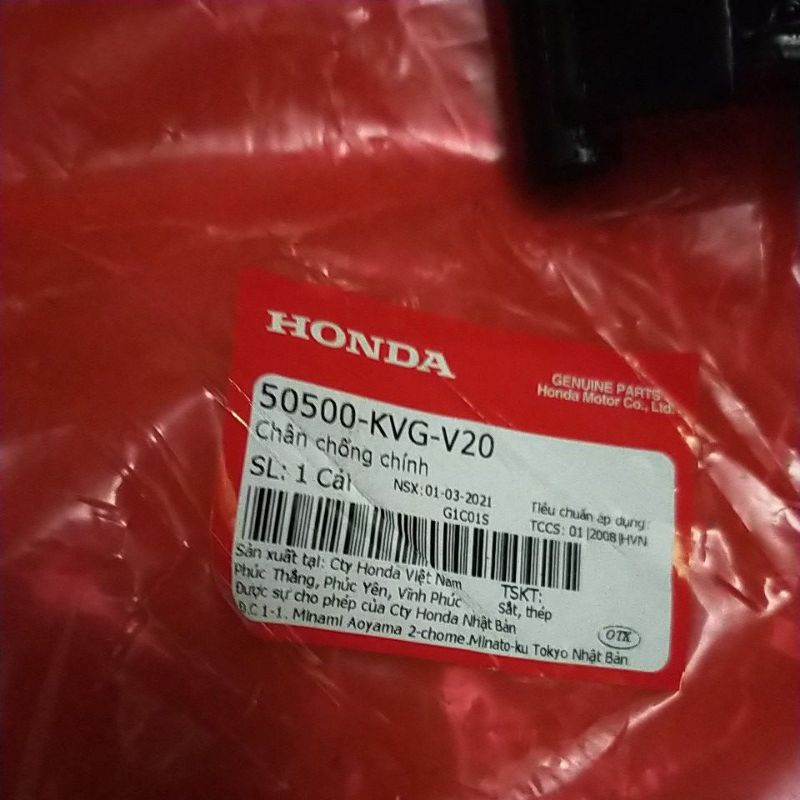 HONDA
GENUINE PARTS
Honda Motor Co., Ltd.
50500-KVG-V20
Chân chống chính
SL: 1 Cái
NSX: 01-03-2021
G1C01S
Tiêu chuẩn áp dụng:
TCCS: 01|2008|HVN
Sản xuất tại: Cty Honda Việt Nam
Phúc Thắng, Phúc Yên, Vĩnh Phúc
Được sự cho phép của Cty Honda Nhật Bản
Đ.C 1-1. Minami Aoyama 2-chome.Minato-ku Tokyo Nhật Bản
TSKT:
Sắt, thép
OTK